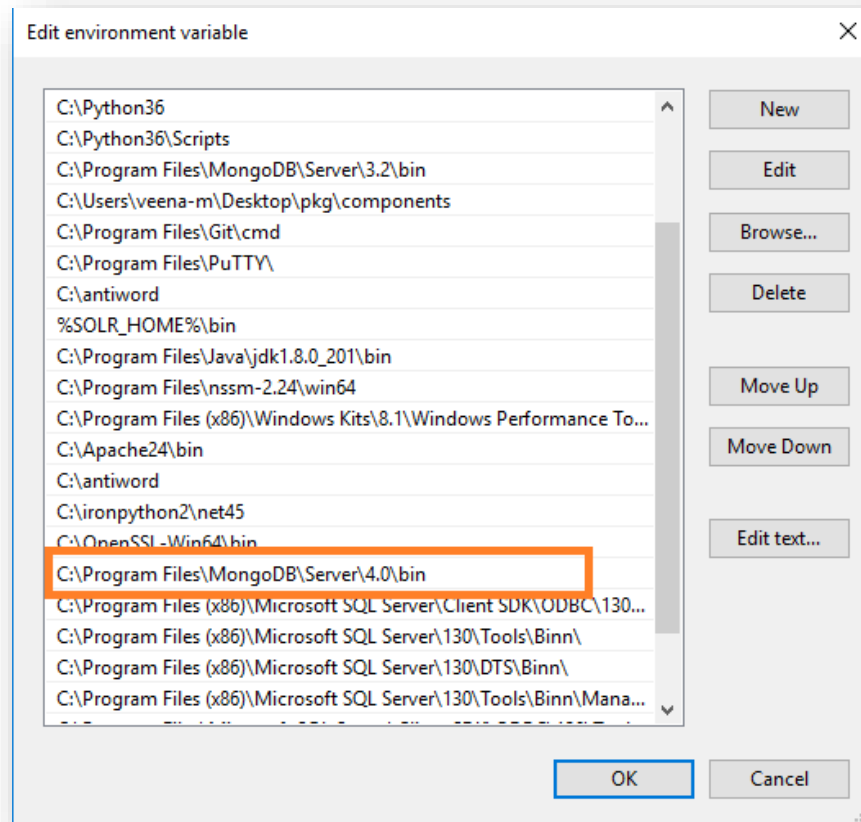 Edit environment variable
C:\Python36
C:\Python36\Scripts
C:\Program Files\MongoDB\Server\3.2\bin
C:\Users\veena-m\Desktop\pkg\components
C:\Program Files\Git\cmd
C:\Program Files\PuTTY\
C:\antiword
%SOLR_HOME%\bin
C:\Program Files\Java\jdk1.8.0_201\bin
C:\Program Files\nssm-2.24\win64
C:\Program Files (x86)\Windows Kits\8.1\Windows Performance To...
C:\Apache24\bin
C:\antiword
C:\ironpython2\net45
C:\OpenSSL-Win64\bin
C:\Program Files\MongoDB\Server\4.0\bin
C:\Program Files (x86)\Microsoft SQL Server\Client SDK\ODBC\130...
C:\Program Files (x86)\Microsoft SQL Server\130\Tools\Binn\
C:\Program Files (x86)\Microsoft SQL Server\130\DTS\Binn\
C:\Program Files (x86)\Microsoft SQL Server\130\Tools\Binn\Mana...
New
Edit
Browse...
Delete
Move Up
Move Down
Edit text...
OK
Cancel